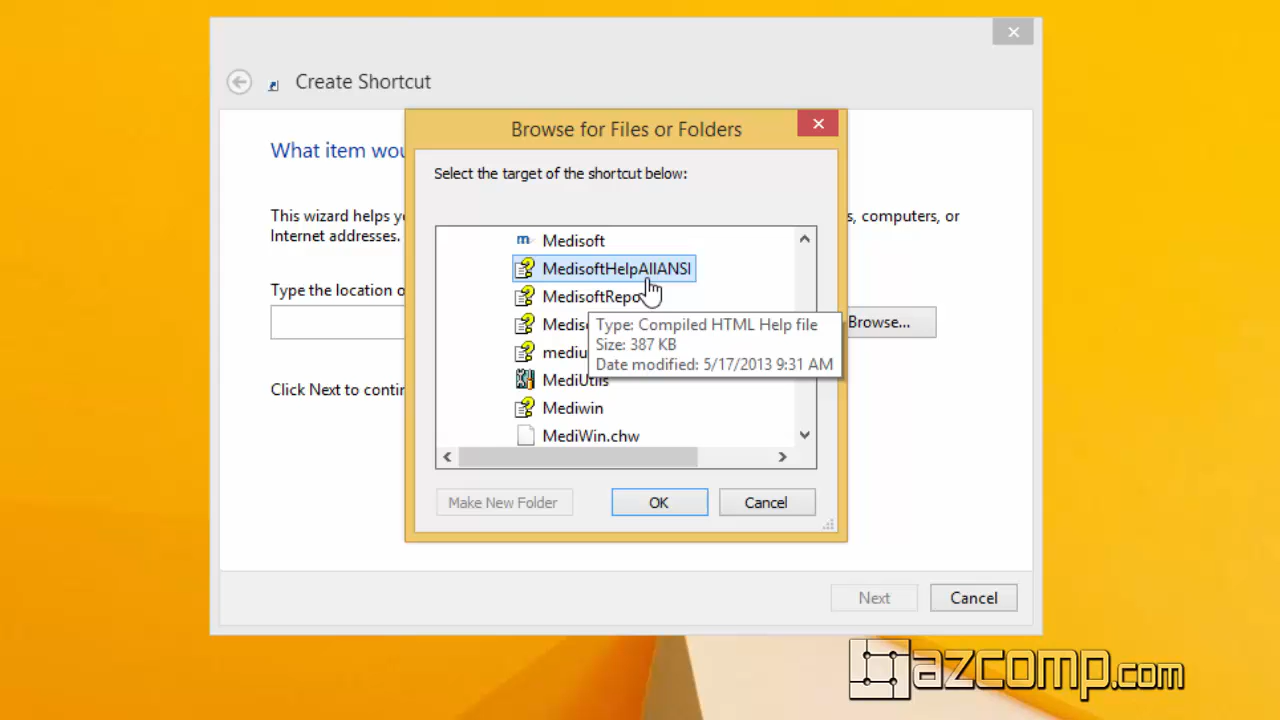 Create Shortcut
Browse for Files or Folders
What item wou
Select the target of the shortcut below:
This wizard helps y
s, computers, or
Internet addresses.
Medisoft
MedisoftHelpAllANSI
Type the location o
MedisoftRepo
Browse...
Type: Compiled HTML Help file
Size: 387 KB
Date modified: 5/17/2013 9:31 AM
Medis
mediu
MediUtils
Click Next to contin
Mediwin
MediWin.chw
Make New Folder
OK
Cancel
Next
Cancel
azcomp.com